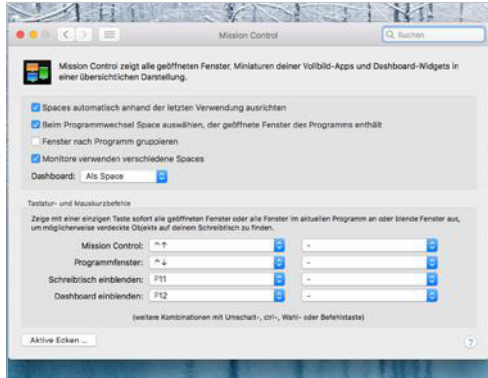 Mission Control
Suchen
Mission Control zeigt alle geöffneten Fenster, Miniaturen deiner Vollbild-Apps und Dashboard-Widgets in
einer übersichtlichen Darstellung.
Spaces automatisch anhand der letzten Verwendung ausrichten
Beim Programmwechsel Space auswählen, der geöffnete Fenster des Programms enthält
Fenster nach Programm gruppieren
Monitore verwenden verschiedene Spaces
Dashboard: Als Space
Tastatur- und Mauskurzbefehle
Zeige mit einer einzigen Taste sofort alle geöffneten Fenster oder alle Fenster im aktuellen Programm an oder blende Fenster aus,
um möglicherweise verdeckte Objekte auf deinem Schreibtisch zu finden.
Mission Control: ^↑ -
Programmfenster: ^↓ -
Schreibtisch einblenden: F11 -
Dashboard einblenden: F12 -
(weitere Kombinationen mit Umschalt-, ctrl-, Wahl- oder Befehlstaste)
Aktive Ecken ... ?